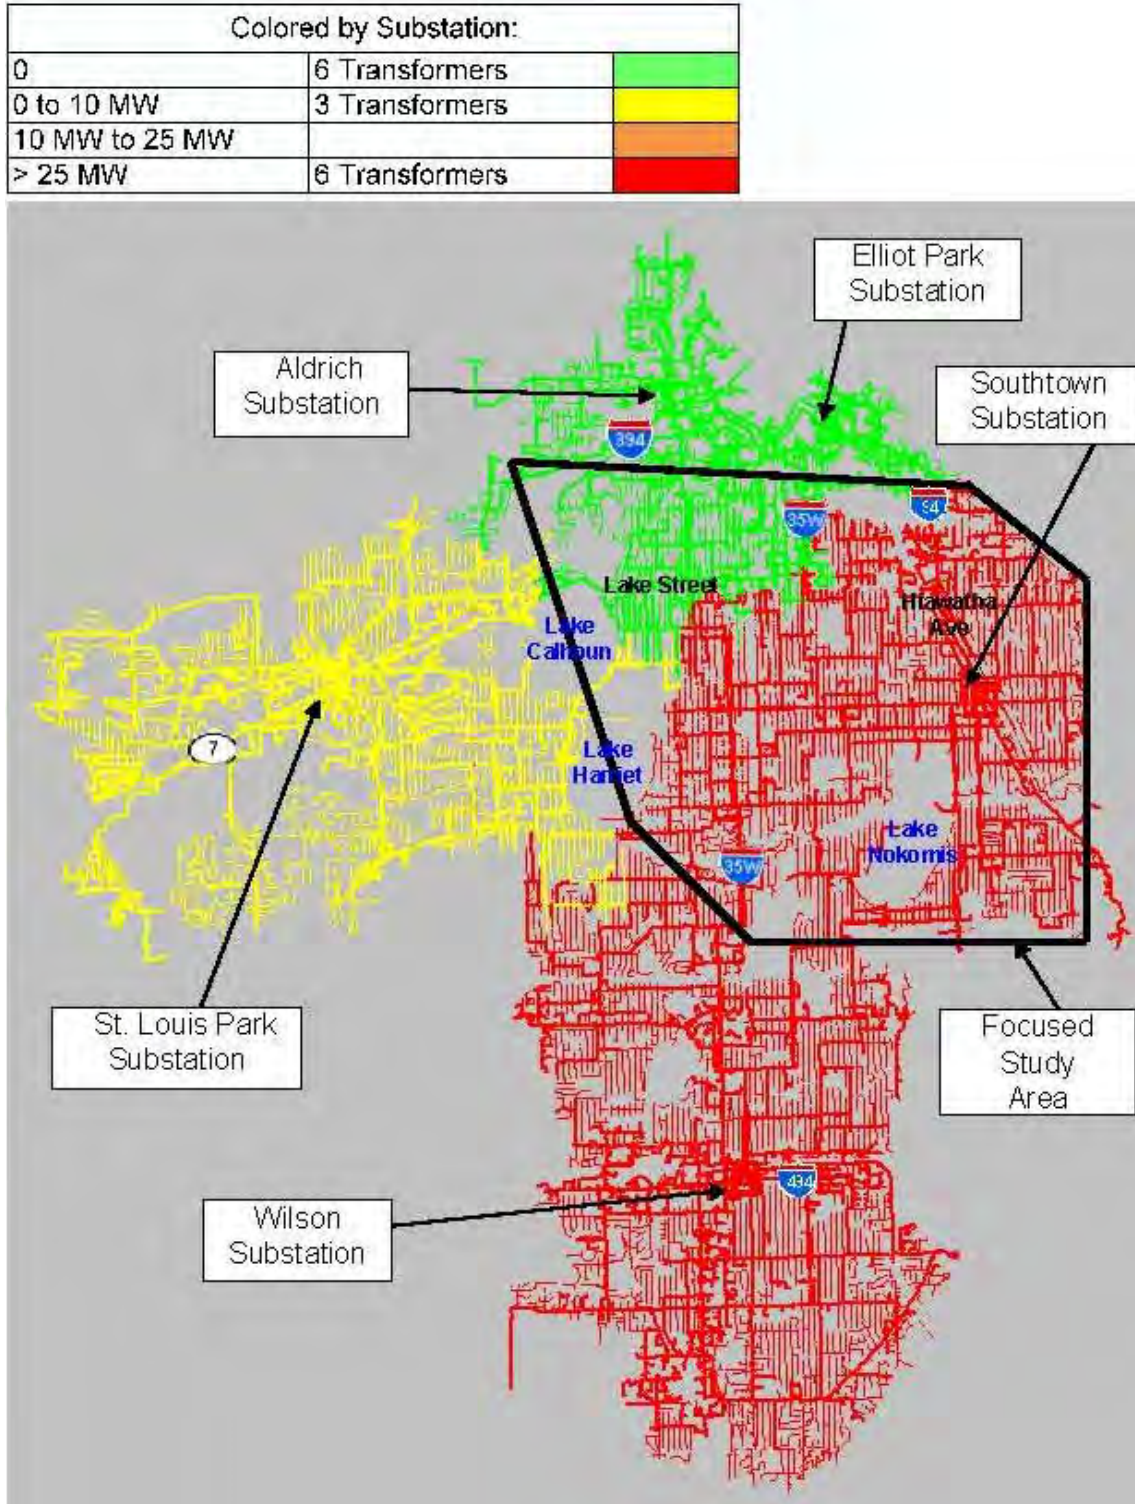 Colored by Substation:
0 6 Transformers
0 to 10 MW 3 Transformers
10 MW to 25 MW
> 25 MW 6 Transformers
Elliot Park
Substation
Aldrich
Substation
Southtown
Substation
394
94
35W
Lake Street
Hiawatha
Ave
Lake
Calhoun
7
Lake
Harriet
Lake
Nokomis
35W
St. Louis Park
Substation
Focused
Study
Area
494
Wilson
Substation